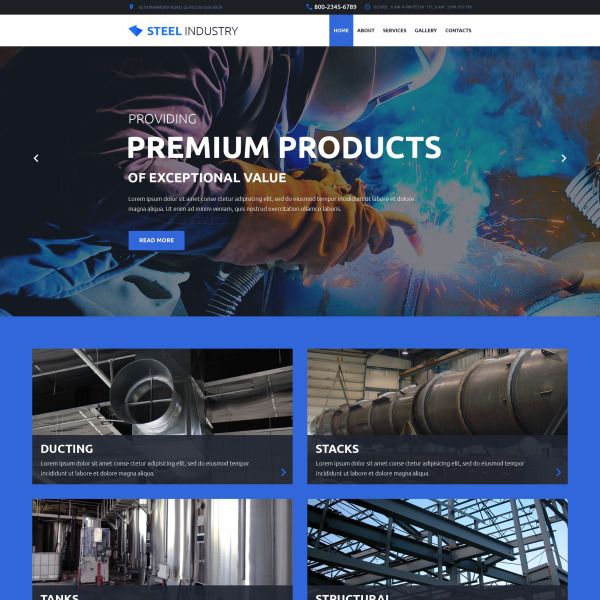 800-2345-6789
STEEL INDUSTRY
HOME ABOUT SERVICES GALLERY CONTACTS
PROVIDING
PREMIUM PRODUCTS
OF EXCEPTIONAL VALUE
Lorem ipsum dolor sit amet conse ctetur adipisicing elit, sed do eiusmod tempor incididunt ut labore et dolore
magna aliqua. Ut enim ad minim veniam, quis nostrud exercitation ullamco laboris.
READ MORE
DUCTING
Lorem ipsum dolor sit amet conse ctetur adipisicing elit, sed do eiusmod tempor
incididunt ut labore et dolore magna aliqua.
STACKS
Lorem ipsum dolor sit amet conse ctetur adipisicing elit, sed do eiusmod tempor
incididunt ut labore et dolore magna aliqua.
TANKS
STRUCTURAL